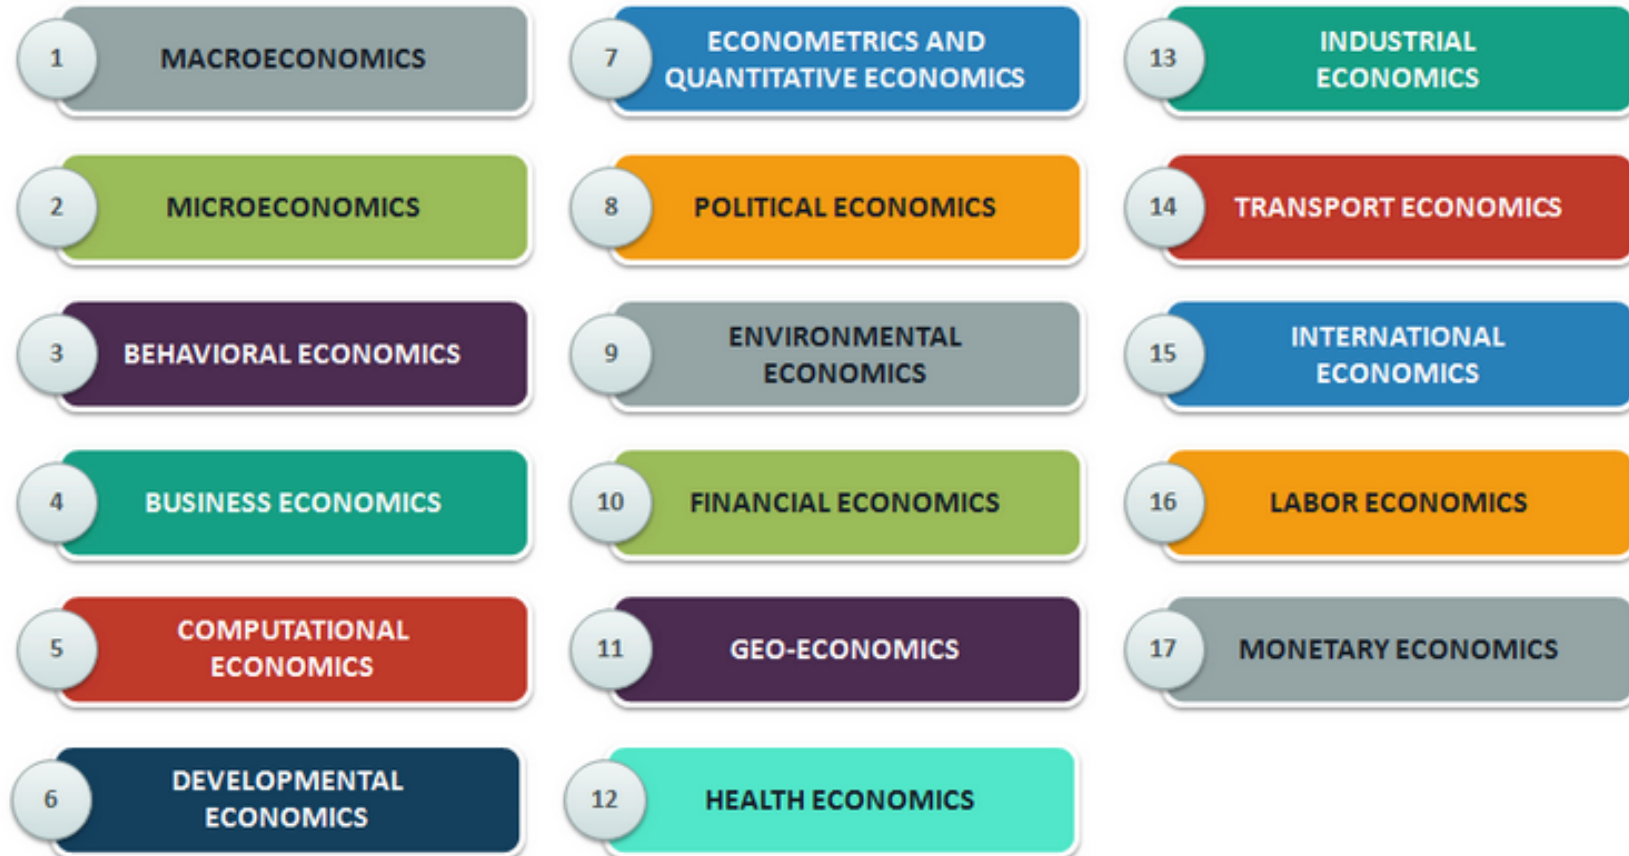 1
MACROECONOMICS
2
MICROECONOMICS
3
BEHAVIORAL ECONOMICS
4
BUSINESS ECONOMICS
5
COMPUTATIONAL
ECONOMICS
6
DEVELOPMENTAL
ECONOMICS
7
ECONOMETRICS AND
QUANTITATIVE ECONOMICS
8
POLITICAL ECONOMICS
9
ENVIRONMENTAL
ECONOMICS
10
FINANCIAL ECONOMICS
11
GEO-ECONOMICS
12
HEALTH ECONOMICS
13
INDUSTRIAL
ECONOMICS
14
TRANSPORT ECONOMICS
15
INTERNATIONAL
ECONOMICS
16
LABOR ECONOMICS
17
MONETARY ECONOMICS